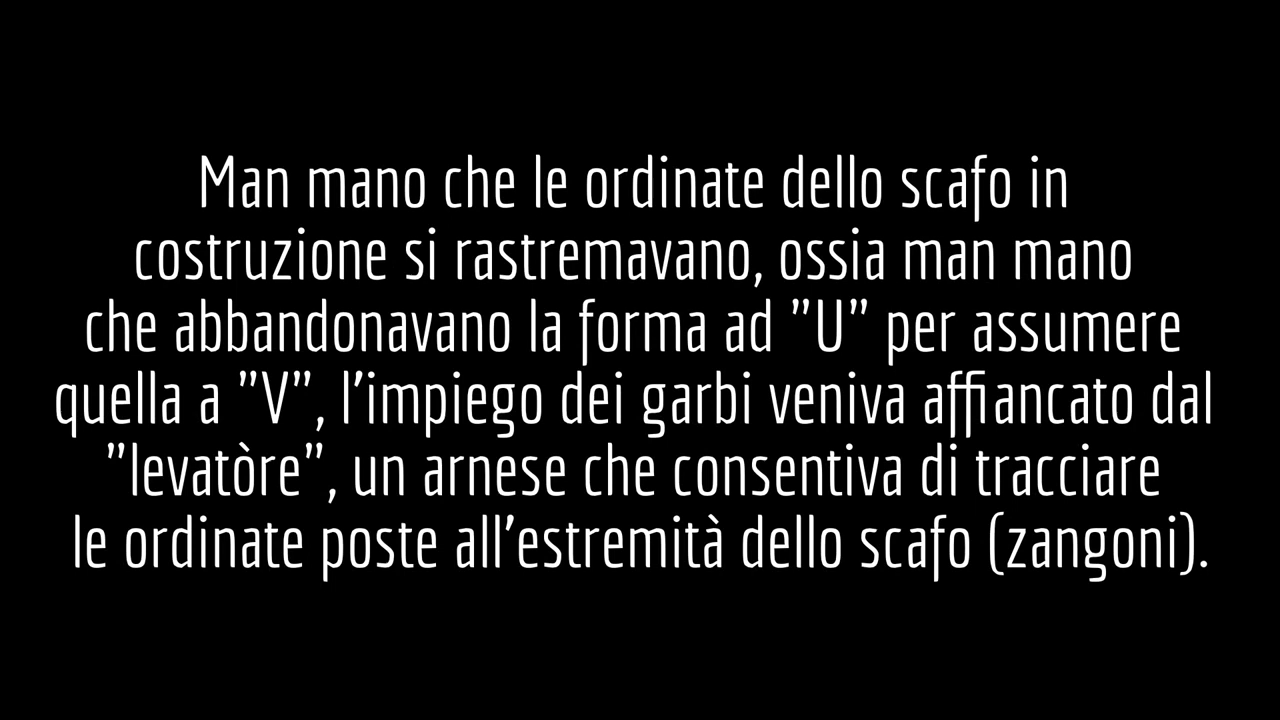 Man mano che le ordinate dello scafo in
costruzione si rastremavano, ossia man mano
che abbandonavano la forma ad "U" per assumere
quella a "V", l'impiego dei garbi veniva affiancato dal
"levatòre", un arnese che consentiva di tracciare
le ordinate poste all'estremità dello scafo (zangoni).